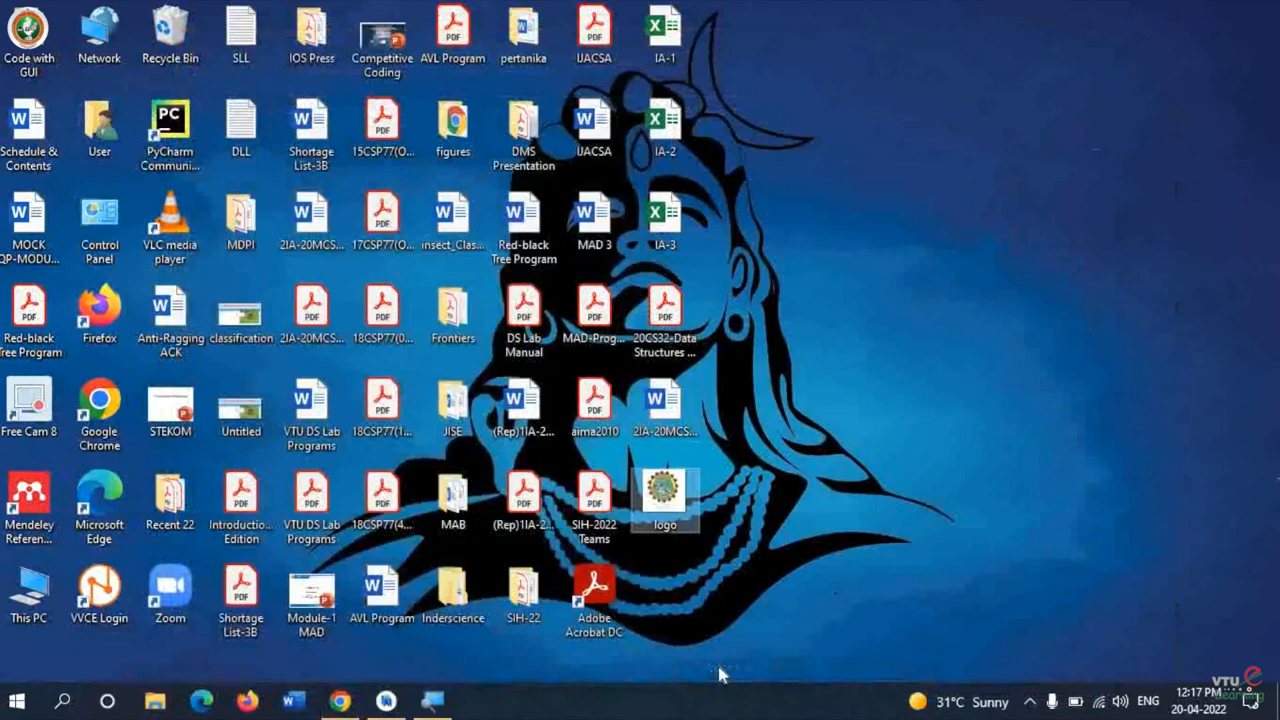 Code with
GUI
Network
Recycle Bin
SLL
IOS Press
Competitive
Coding
AVL Program
pertanika
IJACSA
IA-1
Schedule &
Contents
User
PyCharm
Communi...
DLL
Shortage
List-3B
15CSP77(O...
figures
DMS
Presentation
IJACSA
IA-2
MOCK
QP-MODU...
Control
Panel
VLC media
player
MDPI
2IA-20MCS...
17CSP77(O...
insect_Clas...
Red-black
Tree Program
MAD 3
IA-3
Red-black
Tree Program
Firefox
Anti-Ragging
ACK
classification
2IA-20MCS...
18CSP77(0...
Frontiers
DS Lab
Manual
MAD-Prog...
20CS32-Data
Structures ...
Free Cam 8
Google
Chrome
STEKOM
Untitled
VTU DS Lab
Programs
18CSP77(1...
JISE
(Rep)1IA-2...
aima2010
2IA-20MCS...
Mendeley
Referen...
Microsoft
Edge
Recent 22
Introductio...
Edition
VTU DS Lab
Programs
18CSP77(4...
MAB
(Rep)1IA-2...
SIH-2022
Teams
logo
This PC
VVCE Login
Zoom
Shortage
List-3B
Module-1
MAD
AVL Program
Inderscience
SIH-22
Adobe
Acrobat DC
31°C Sunny
ENG
12:17 PM
20-04-2022
VTU e
Learning